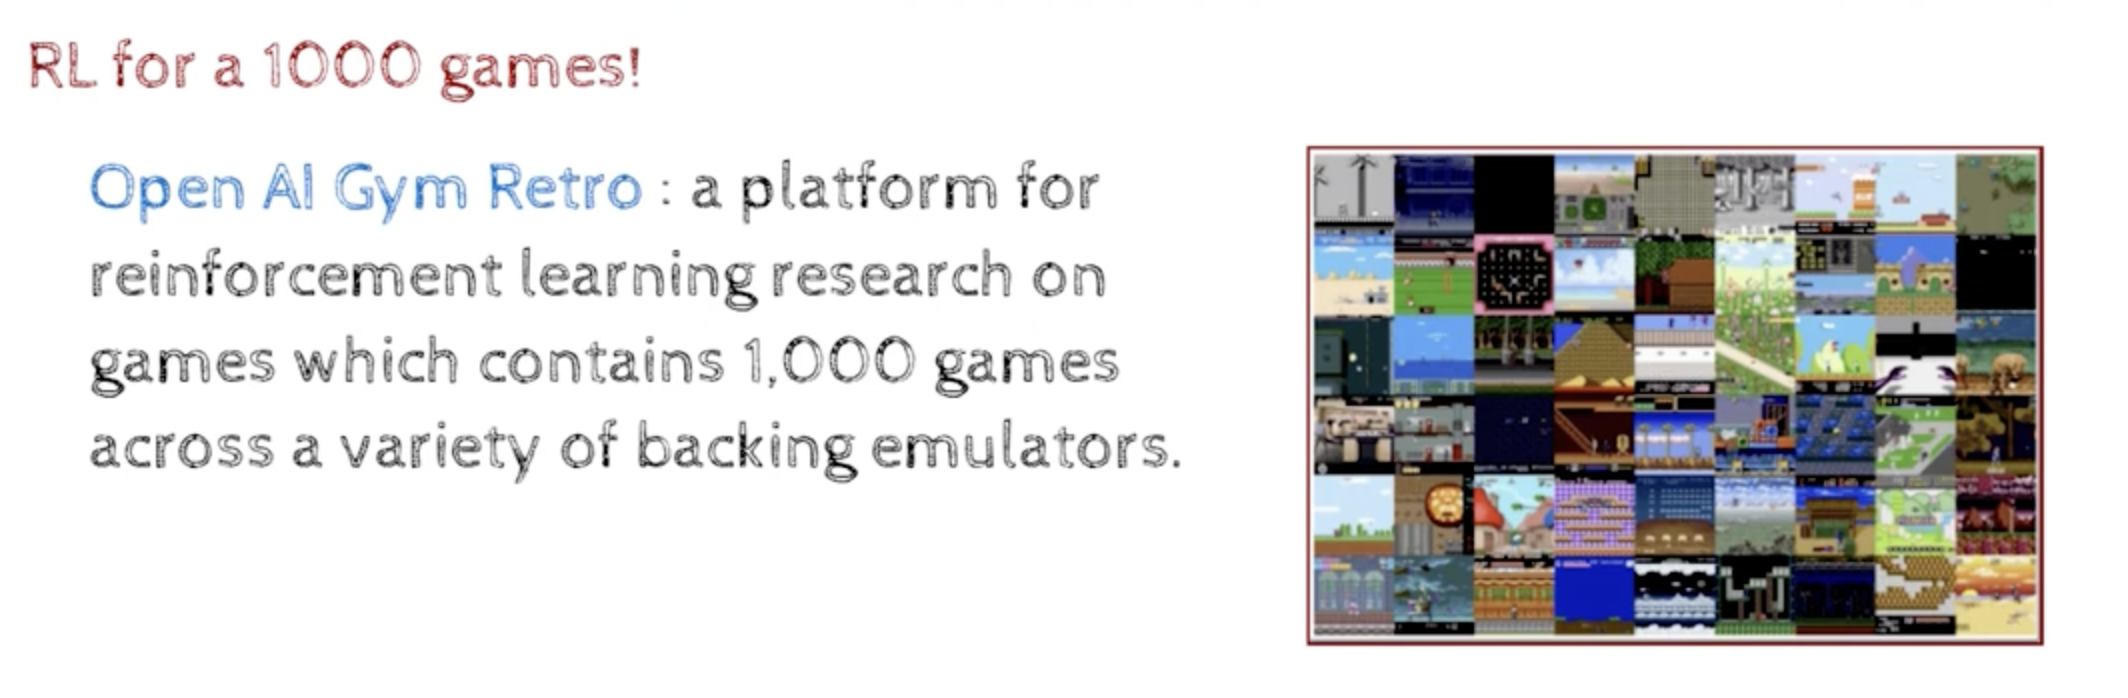 RL for a 1000 games!
Open AI Gym Retro : a platform for
reinforcement learning research on
games which contains 1,000 games
across a variety of backing emulators.